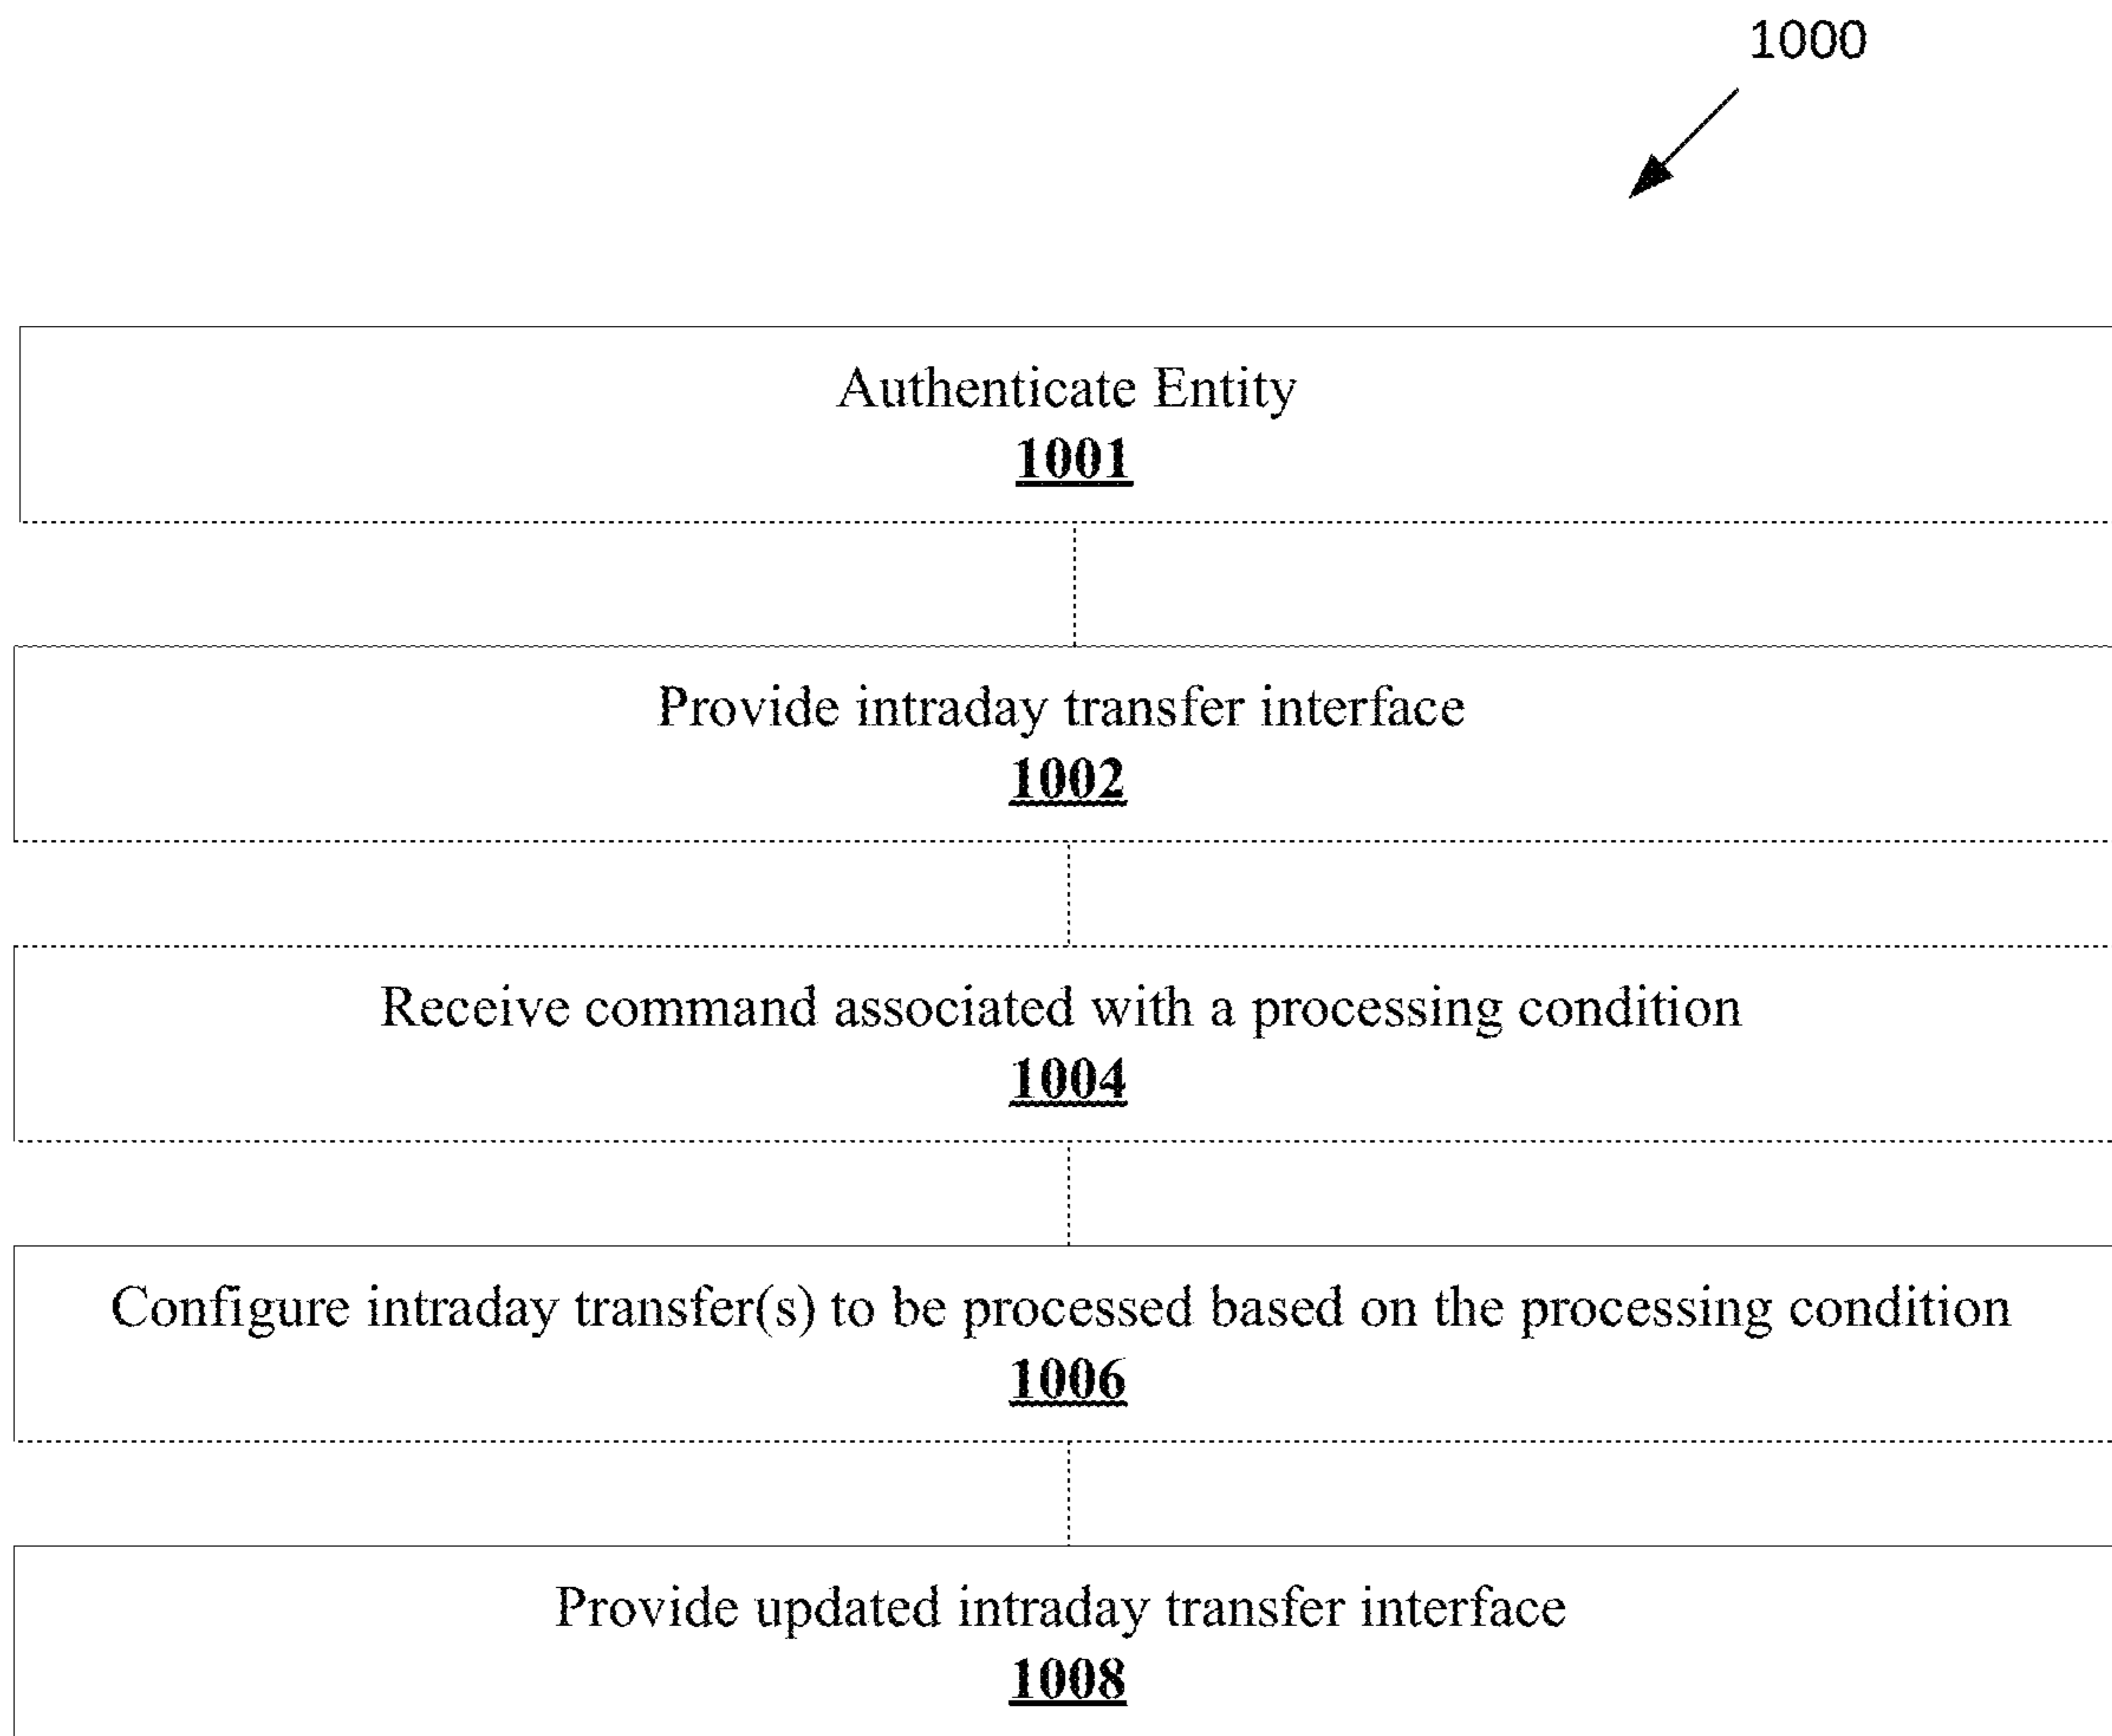 1000
Authenticate Entity
1001
Provide intraday transfer interface
1002
Receive command associated with a processing condition
1004
Configure intraday transfer(s) to be processed based on the processing condition
1006
Provide updated intraday transfer interface
1008